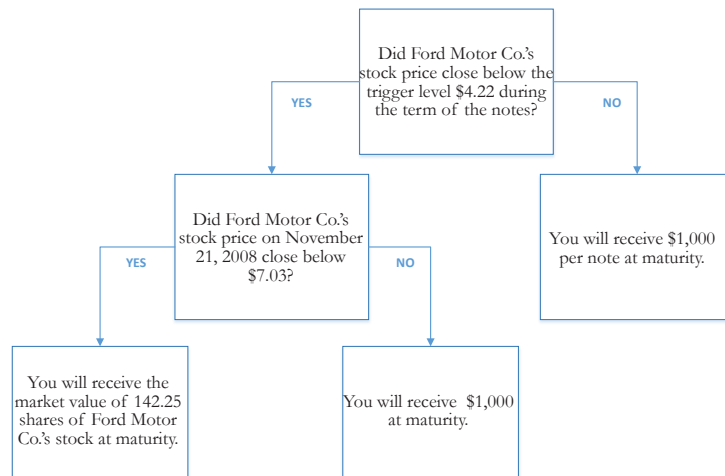 Did Ford Motor Co.'s
stock price close below the
trigger level $4.22 during
the term of the notes?
YES
NO
Did Ford Motor Co.'s
stock price on November
21, 2008 close below
$7.03?
You will receive $1,000
per note at maturity.
YES
NO
You will receive the
market value of 142.25
shares of Ford Motor
Co.'s stock at maturity.
You will receive $1,000
at maturity.